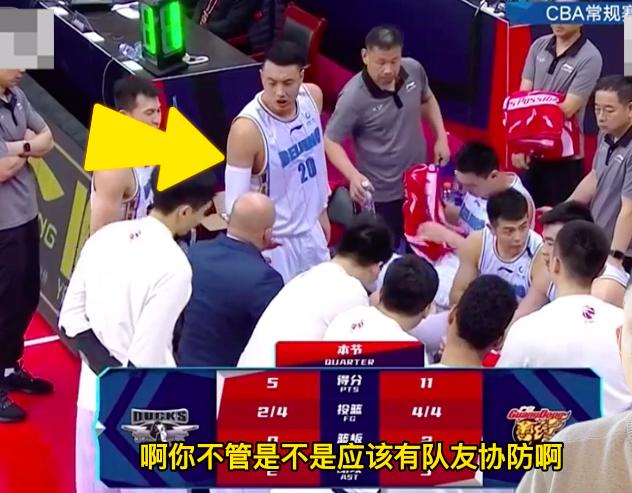 CBA常规赛
BEIJING
20
本节
QUARTER
5 得分 11
PTS
2/4 投篮 4/4
FG
DUCKS
篮板
AST
啊你不管是不是应该有队友协防啊